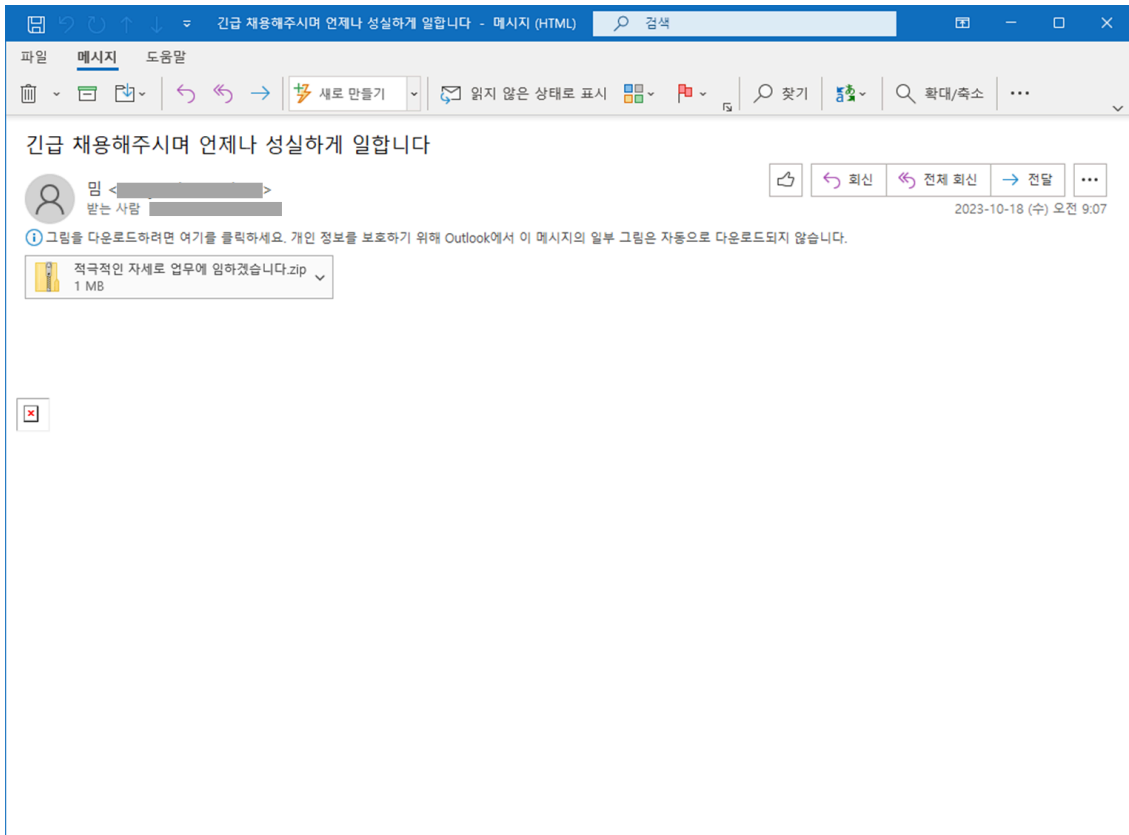 긴급 채용해주시며 언제나 성실하게 일합니다 - 메시지 (HTML)
검색
파일 메시지 도움말
새로 만들기 읽지 않은 상태로 표시 찾기 확대/축소
긴급 채용해주시며 언제나 성실하게 일합니다
밈 < >
회신 전체 회신 전달
받는 사람
2023-10-18 (수) 오전 9:07
그림을 다운로드하려면 여기를 클릭하세요. 개인 정보를 보호하기 위해 Outlook에서 이 메시지의 일부 그림은 자동으로 다운로드되지 않습니다.
적극적인 자세로 업무에 임하겠습니다.zip
1 MB